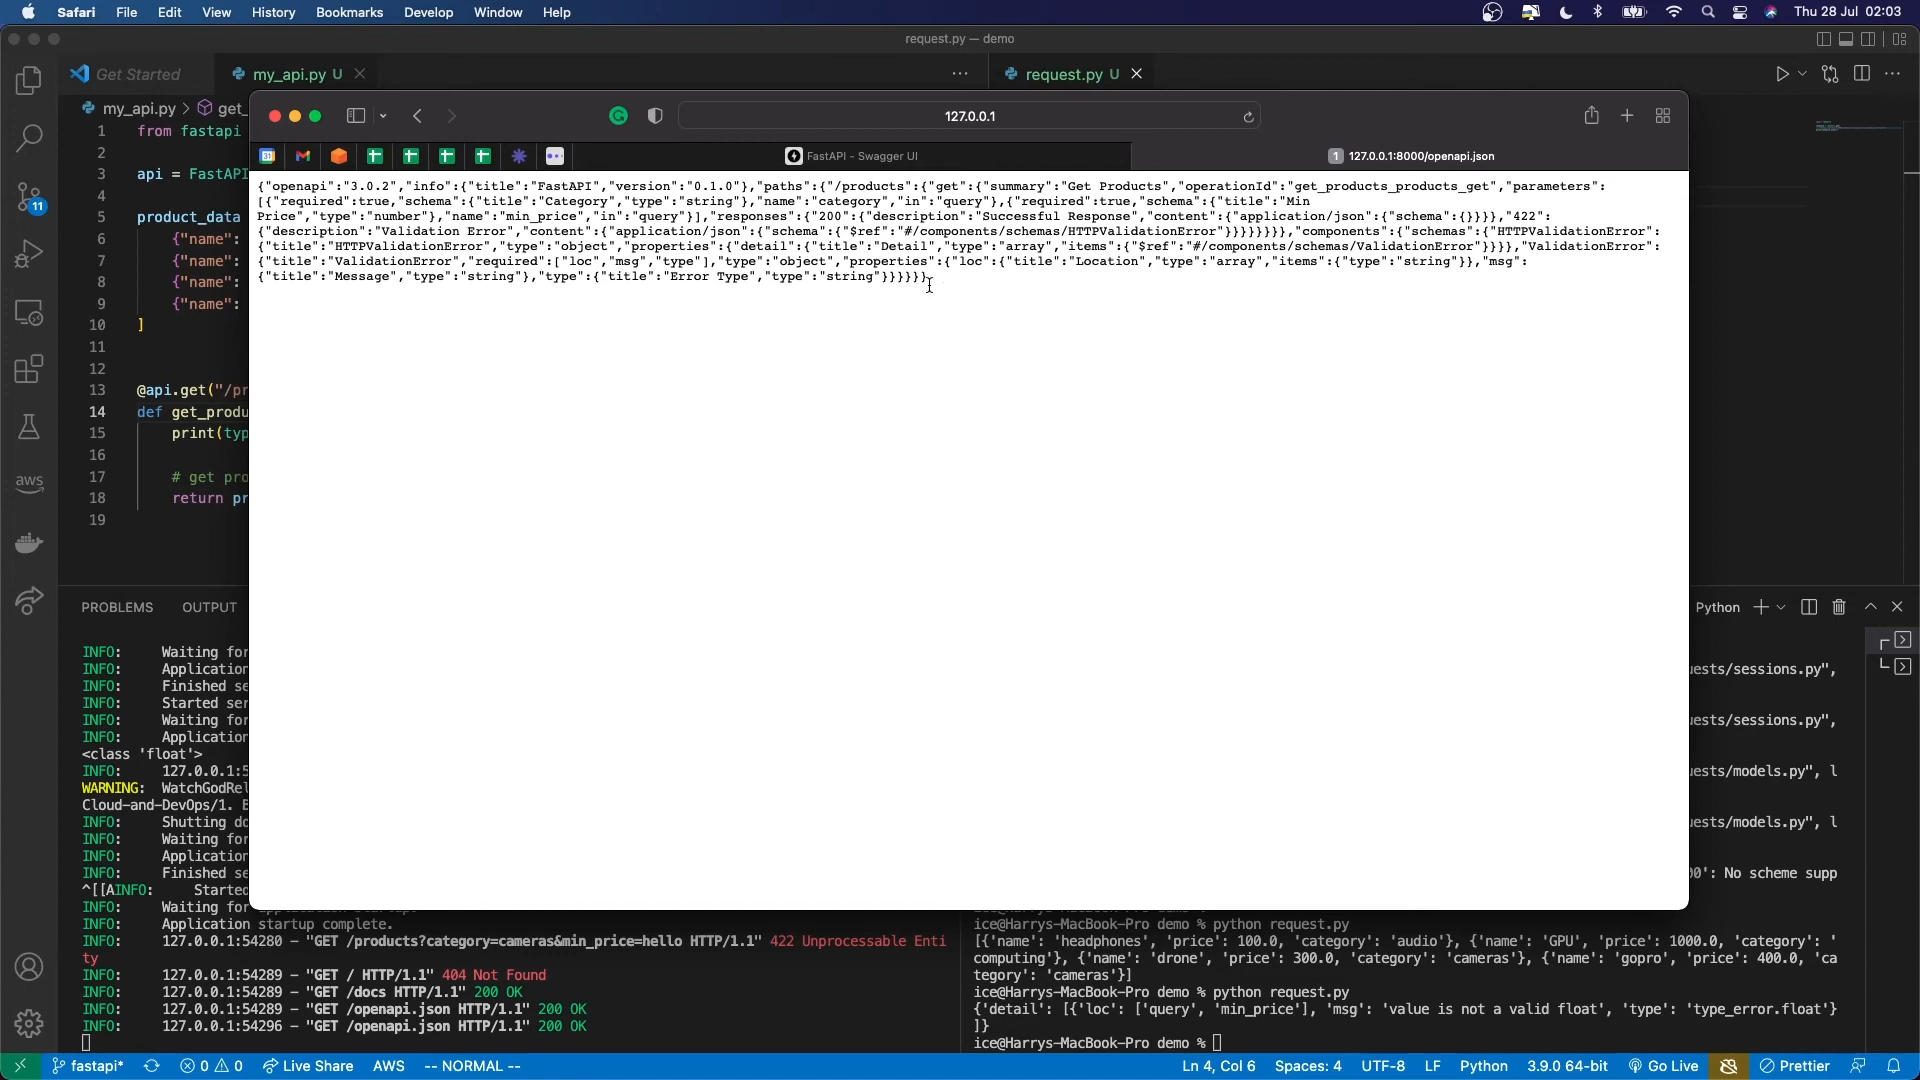 Safari File Edit View History Bookmarks Develop Window Help
Thu 28 Jul 02:03
request.py — demo
Get Started
my_api.py U
request.py U
my_api.py > get_
127.0.0.1
FastAPI - Swagger UI
1 127.0.0.1:8000/openapi.json
1 from fastapi
2
3 api = FastAPI
4
5 product_data
6 {"name":
7 {"name":
8 {"name":
9 {"name":
10 ]
11
12
13 @api.get("/pr
14 def get_produ
15 print(typ
16
17 # get pro
18 return pr
19
{"openapi":"3.0.2","info":{"title":"FastAPI","version":"0.1.0"},"paths":{"/products":{"get":{"summary":"Get Products","operationId":"get_products_products_get","parameters":
[{"required":true,"schema":{"title":"Category","type":"string"},"name":"category","in":"query"},{"required":true,"schema":{"title":"Min
Price","type":"number"},"name":"min_price","in":"query"}],"responses":{"200":{"description":"Successful Response","content":{"application/json":{"schema":{}}}},"422":
{"description":"Validation Error","content":{"application/json":{"schema":{"$ref":"#/components/schemas/HTTPValidationError"}}}}}}}},"components":{"schemas":{"HTTPValidationError":
{"title":"HTTPValidationError","type":"object","properties":{"detail":{"title":"Detail","type":"array","items":{"$ref":"#/components/schemas/ValidationError"}}}},"ValidationError":
{"title":"ValidationError","required":["loc","msg","type"],"type":"object","properties":{"loc":{"title":"Location","type":"array","items":{"type":"string"}},"msg":
{"title":"Message","type":"string"},"type":{"title":"Error Type","type":"string"}}}}}}
11
aws
PROBLEMS OUTPUT
Python
INFO: Waiting for
INFO: Application
INFO: Finished se
INFO: Started ser
INFO: Waiting for
INFO: Application
<class 'float'>
INFO: 127.0.0.1:5
WARNING: WatchGodRel
Cloud-and-DevOps/1. B
INFO: Shutting do
INFO: Waiting for
INFO: Application
INFO: Finished se
^[[AINFO: Started
INFO: Waiting for application startup.
INFO: Application startup complete.
INFO: 127.0.0.1:54280 - "GET /products?category=cameras&min_price=hello HTTP/1.1" 422 Unprocessable Enti
ty
INFO: 127.0.0.1:54289 - "GET / HTTP/1.1" 404 Not Found
INFO: 127.0.0.1:54289 - "GET /docs HTTP/1.1" 200 OK
INFO: 127.0.0.1:54289 - "GET /openapi.json HTTP/1.1" 200 OK
INFO: 127.0.0.1:54296 - "GET /openapi.json HTTP/1.1" 200 OK
uests/sessions.py",
uests/sessions.py",
uests/models.py", l
uests/models.py", l
00': No scheme supp
ice@Harrys-MacBook-Pro demo %
ice@Harrys-MacBook-Pro demo % python request.py
[{'name': 'headphones', 'price': 100.0, 'category': 'audio'}, {'name': 'GPU', 'price': 1000.0, 'category': '
computing'}, {'name': 'drone', 'price': 300.0, 'category': 'cameras'}, {'name': 'gopro', 'price': 400.0, 'ca
tegory': 'cameras'}]
ice@Harrys-MacBook-Pro demo % python request.py
{'detail': [{'loc': ['query', 'min_price'], 'msg': 'value is not a valid float', 'type': 'type_error.float'}
]}
ice@Harrys-MacBook-Pro demo %
fastapi* 0 0 Live Share AWS -- NORMAL --
Ln 4, Col 6 Spaces: 4 UTF-8 LF Python 3.9.0 64-bit Go Live Prettier